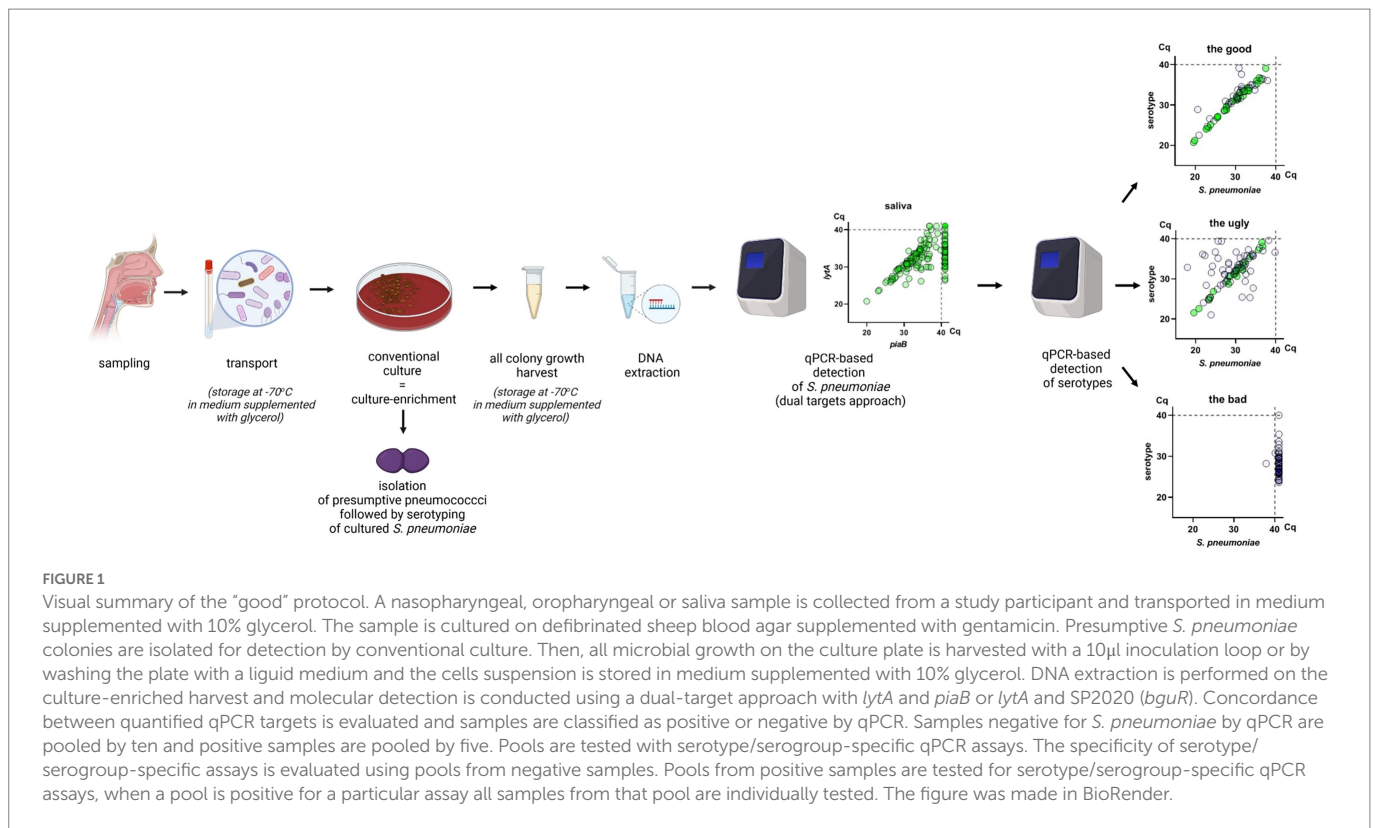 sampling
transport
(storage at -70°C
in medium supplemented
with glycerol)
conventional
culture
=
culture-enrichment
isolation
of presumptive pneumococcci
followed by serotyping
of cultured S. pneumoniae
all colony growth
harvest
(storage at -70°C
in medium supplemented
with glycerol)
DNA
extraction
qPCR-based
detection
of S. pneumoniae
(dual targets approach)
saliva
Cq
40
30
20
lytA
20 30 40 Cq
piaB
qPCR-based
detection
of serotypes
Cq
the good
40
30
20
serotype
20 30 40 Cq
S. pneumoniae
Cq
the ugly
40
30
20
serotype
20 30 40 Cq
S. pneumoniae
Cq
the bad
40
30
20
serotype
20 30 40 Cq
S. pneumoniae
FIGURE 1
Visual summary of the “good” protocol. A nasopharyngeal, oropharyngeal or saliva sample is collected from a study participant and transported in medium
supplemented with 10% glycerol. The sample is cultured on defibrinated sheep blood agar supplemented with gentamicin. Presumptive S. pneumoniae
colonies are isolated for detection by conventional culture. Then, all microbial growth on the culture plate is harvested with a 10μl inoculation loop or by
washing the plate with a liguid medium and the cells suspension is stored in medium supplemented with 10% glycerol. DNA extraction is performed on the
culture-enriched harvest and molecular detection is conducted using a dual-target approach with lytA and piaB or lytA and SP2020 (bguR). Concordance
between quantified qPCR targets is evaluated and samples are classified as positive or negative by qPCR. Samples negative for S. pneumoniae by qPCR are
pooled by ten and positive samples are pooled by five. Pools are tested with serotype/serogroup-specific qPCR assays. The specificity of serotype/
serogroup-specific assays is evaluated using pools from negative samples. Pools from positive samples are tested for serotype/serogroup-specific qPCR
assays, when a pool is positive for a particular assay all samples from that pool are individually tested. The figure was made in BioRender.